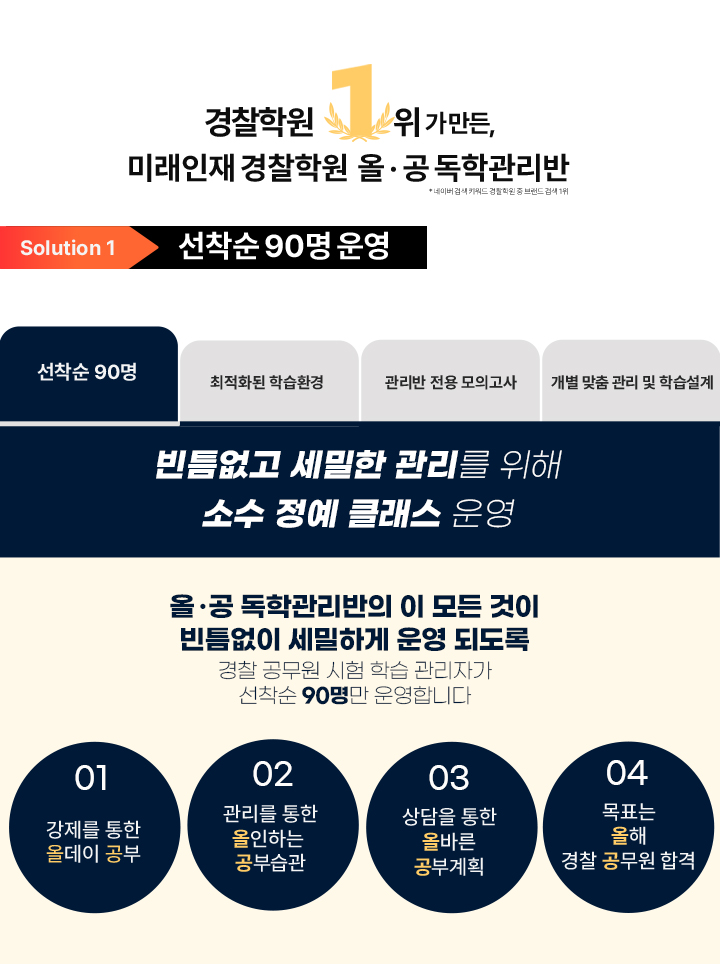 경찰학원 1위가만든,
미래인재 경찰학원 올·공 독학관리반
* 네이버 검색 키워드 경찰학원 중 브랜드 검색 1위
Solution 1
선착순 90명 운영
선착순 90명
최적화된 학습환경
관리반 전용 모의고사
개별 맞춤 관리 및 학습설계
빈틈없고 세밀한 관리를 위해
소수 정예 클래스 운영
올·공 독학관리반의 이 모든 것이
빈틈없이 세밀하게 운영 되도록
경찰 공무원 시험 학습 관리자가
선착순 90명만 운영합니다
01
강제를 통한
올데이 공부
02
관리를 통한
올인하는
공부습관
03
상담을 통한
올바른
공부계획
04
목표는
올해
경찰 공무원 합격